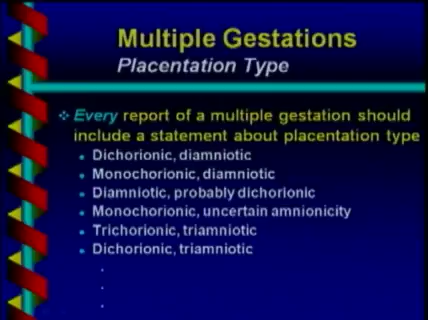 Multiple Gestations
Placentation Type
Every report of a multiple gestation should
include a statement about placentation type
Dichorionic, diamniotic
Monochorionic, diamniotic
Diamniotic, probably dichorionic
Monochorionic, uncertain amnionicity
Trichorionic, triamniotic
Dichorionic, triamniotic
.
.
.